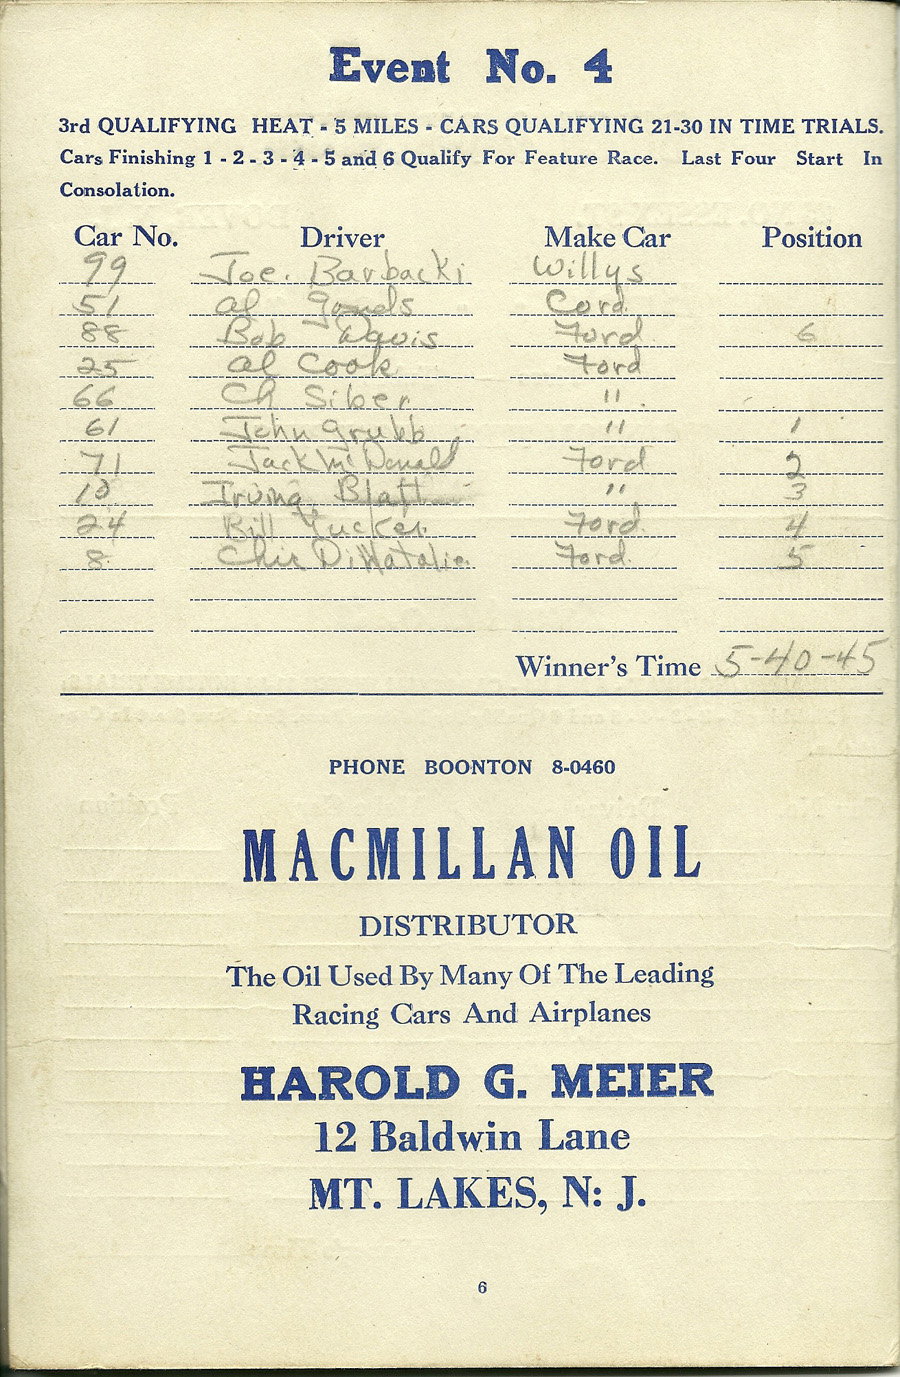 Event No. 4
3rd QUALIFYING HEAT - 5 MILES - CARS QUALIFYING 21-30 IN TIME TRIALS.
Cars Finishing 1 - 2 - 3 - 4 - 5 and 6 Qualify For Feature Race. Last Four Start In
Consolation.
Car No. Driver Make Car Position
99 Joe. Barbacki Willys
51 Al Cord.
88 Bob Davis Ford 6
25 Al Cook Ford
66 Ch Siber "
61 John Grubb " 1
71 Jack McDonald Ford 2
Irving Blatt " 3
24 Bill Tucker Ford. 4
8. DiNatalie. Ford. 5
Winner's Time 5-40-45
PHONE BOONTON 8-0460
MACMILLAN OIL
DISTRIBUTOR
The Oil Used By Many Of The Leading
Racing Cars And Airplanes
HAROLD G. MEIER
12 Baldwin Lane
MT. LAKES, N: J.
6